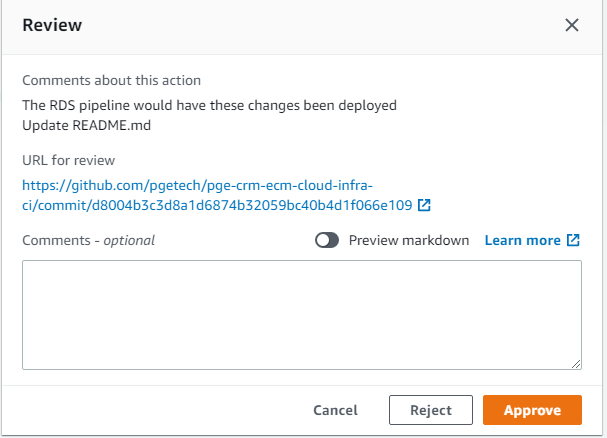 Review
Comments about this action
The RDS pipeline would have these changes been deployed
Update README.md
URL for review
https://github.com/pgetech/pge-crm-ecm-cloud-infra-
ci/commit/d8004b3c3d8a1d6874b32059bc40b4d1f066e109
Comments - optional Preview markdown Learn more
Cancel Reject Approve